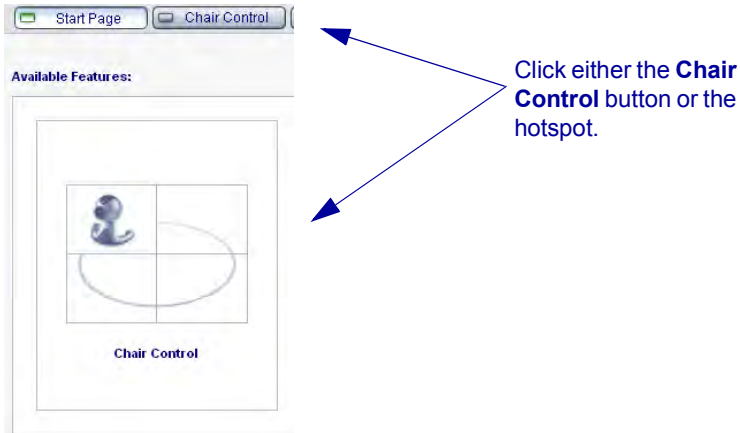 Start Page Chair Control
Available Features:
Click either the Chair
Control button or the
hotspot.
Chair Control